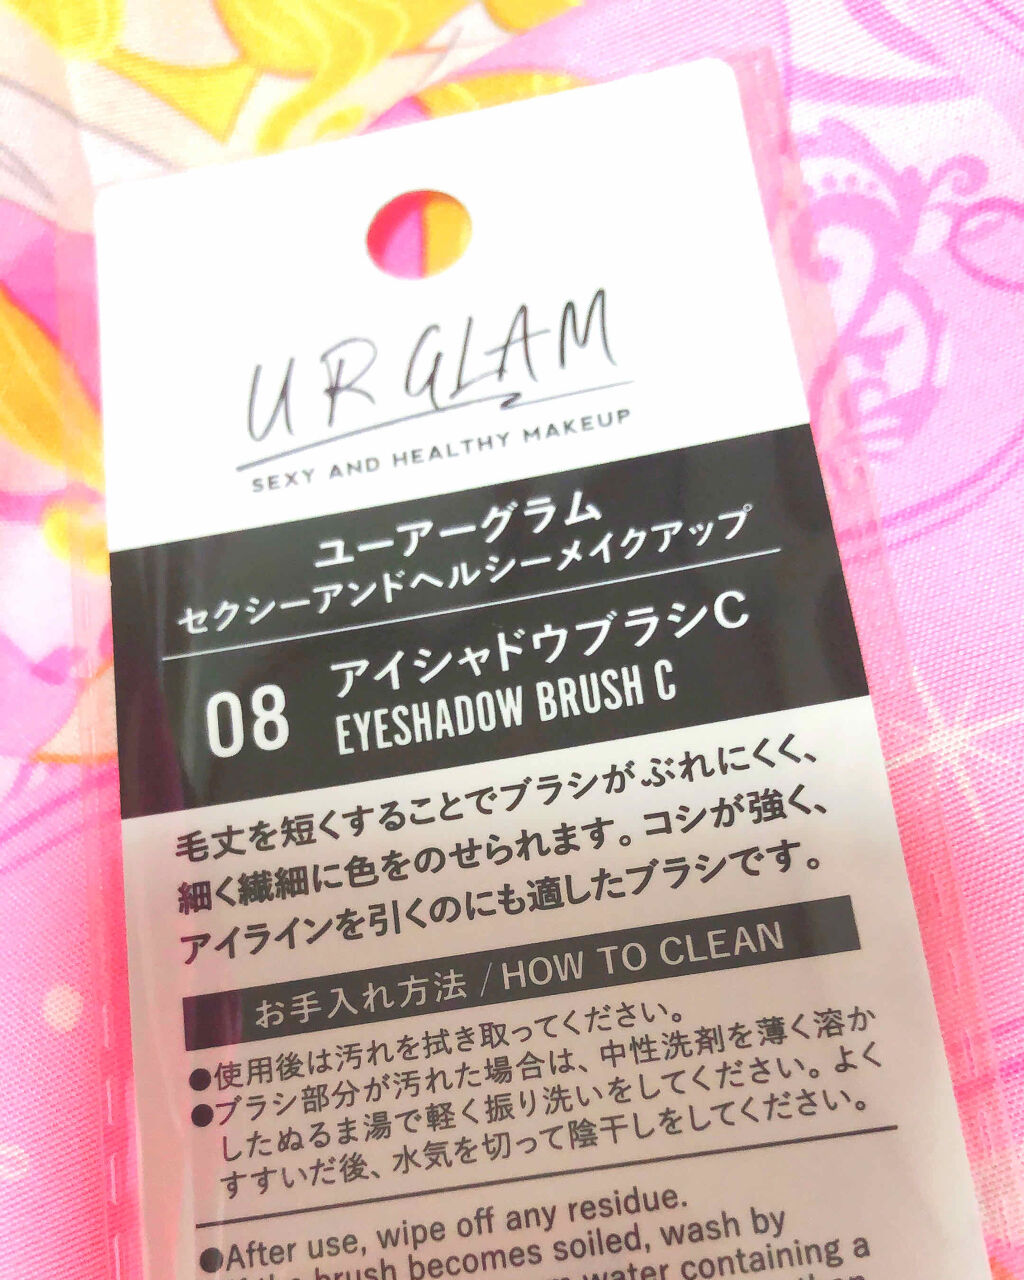 UR GLAM
SEXY AND HEALTHY MAKEUP
ユーアーグラム
セクシーアンドヘルシーメイクアップ
08
アイシャドウブラシC
EYESHADOW BRUSH C
毛丈を短くすることでブラシがぶれにくく、
細く繊細に色をのせられます。コシが強く、
アイラインを引くのにも適したブラシです。
お手入れ方法 / HOW TO CLEAN
●使用後は汚れを拭き取ってください。
●ブラシ部分が汚れた場合は、中性洗剤を薄く溶か
したぬるま湯で軽く振り洗いをしてください。よく
すすいだ後、水気を切って陰干しをしてください。
●After use, wipe off any residue.
the brush becomes soiled, wash by
water containing a